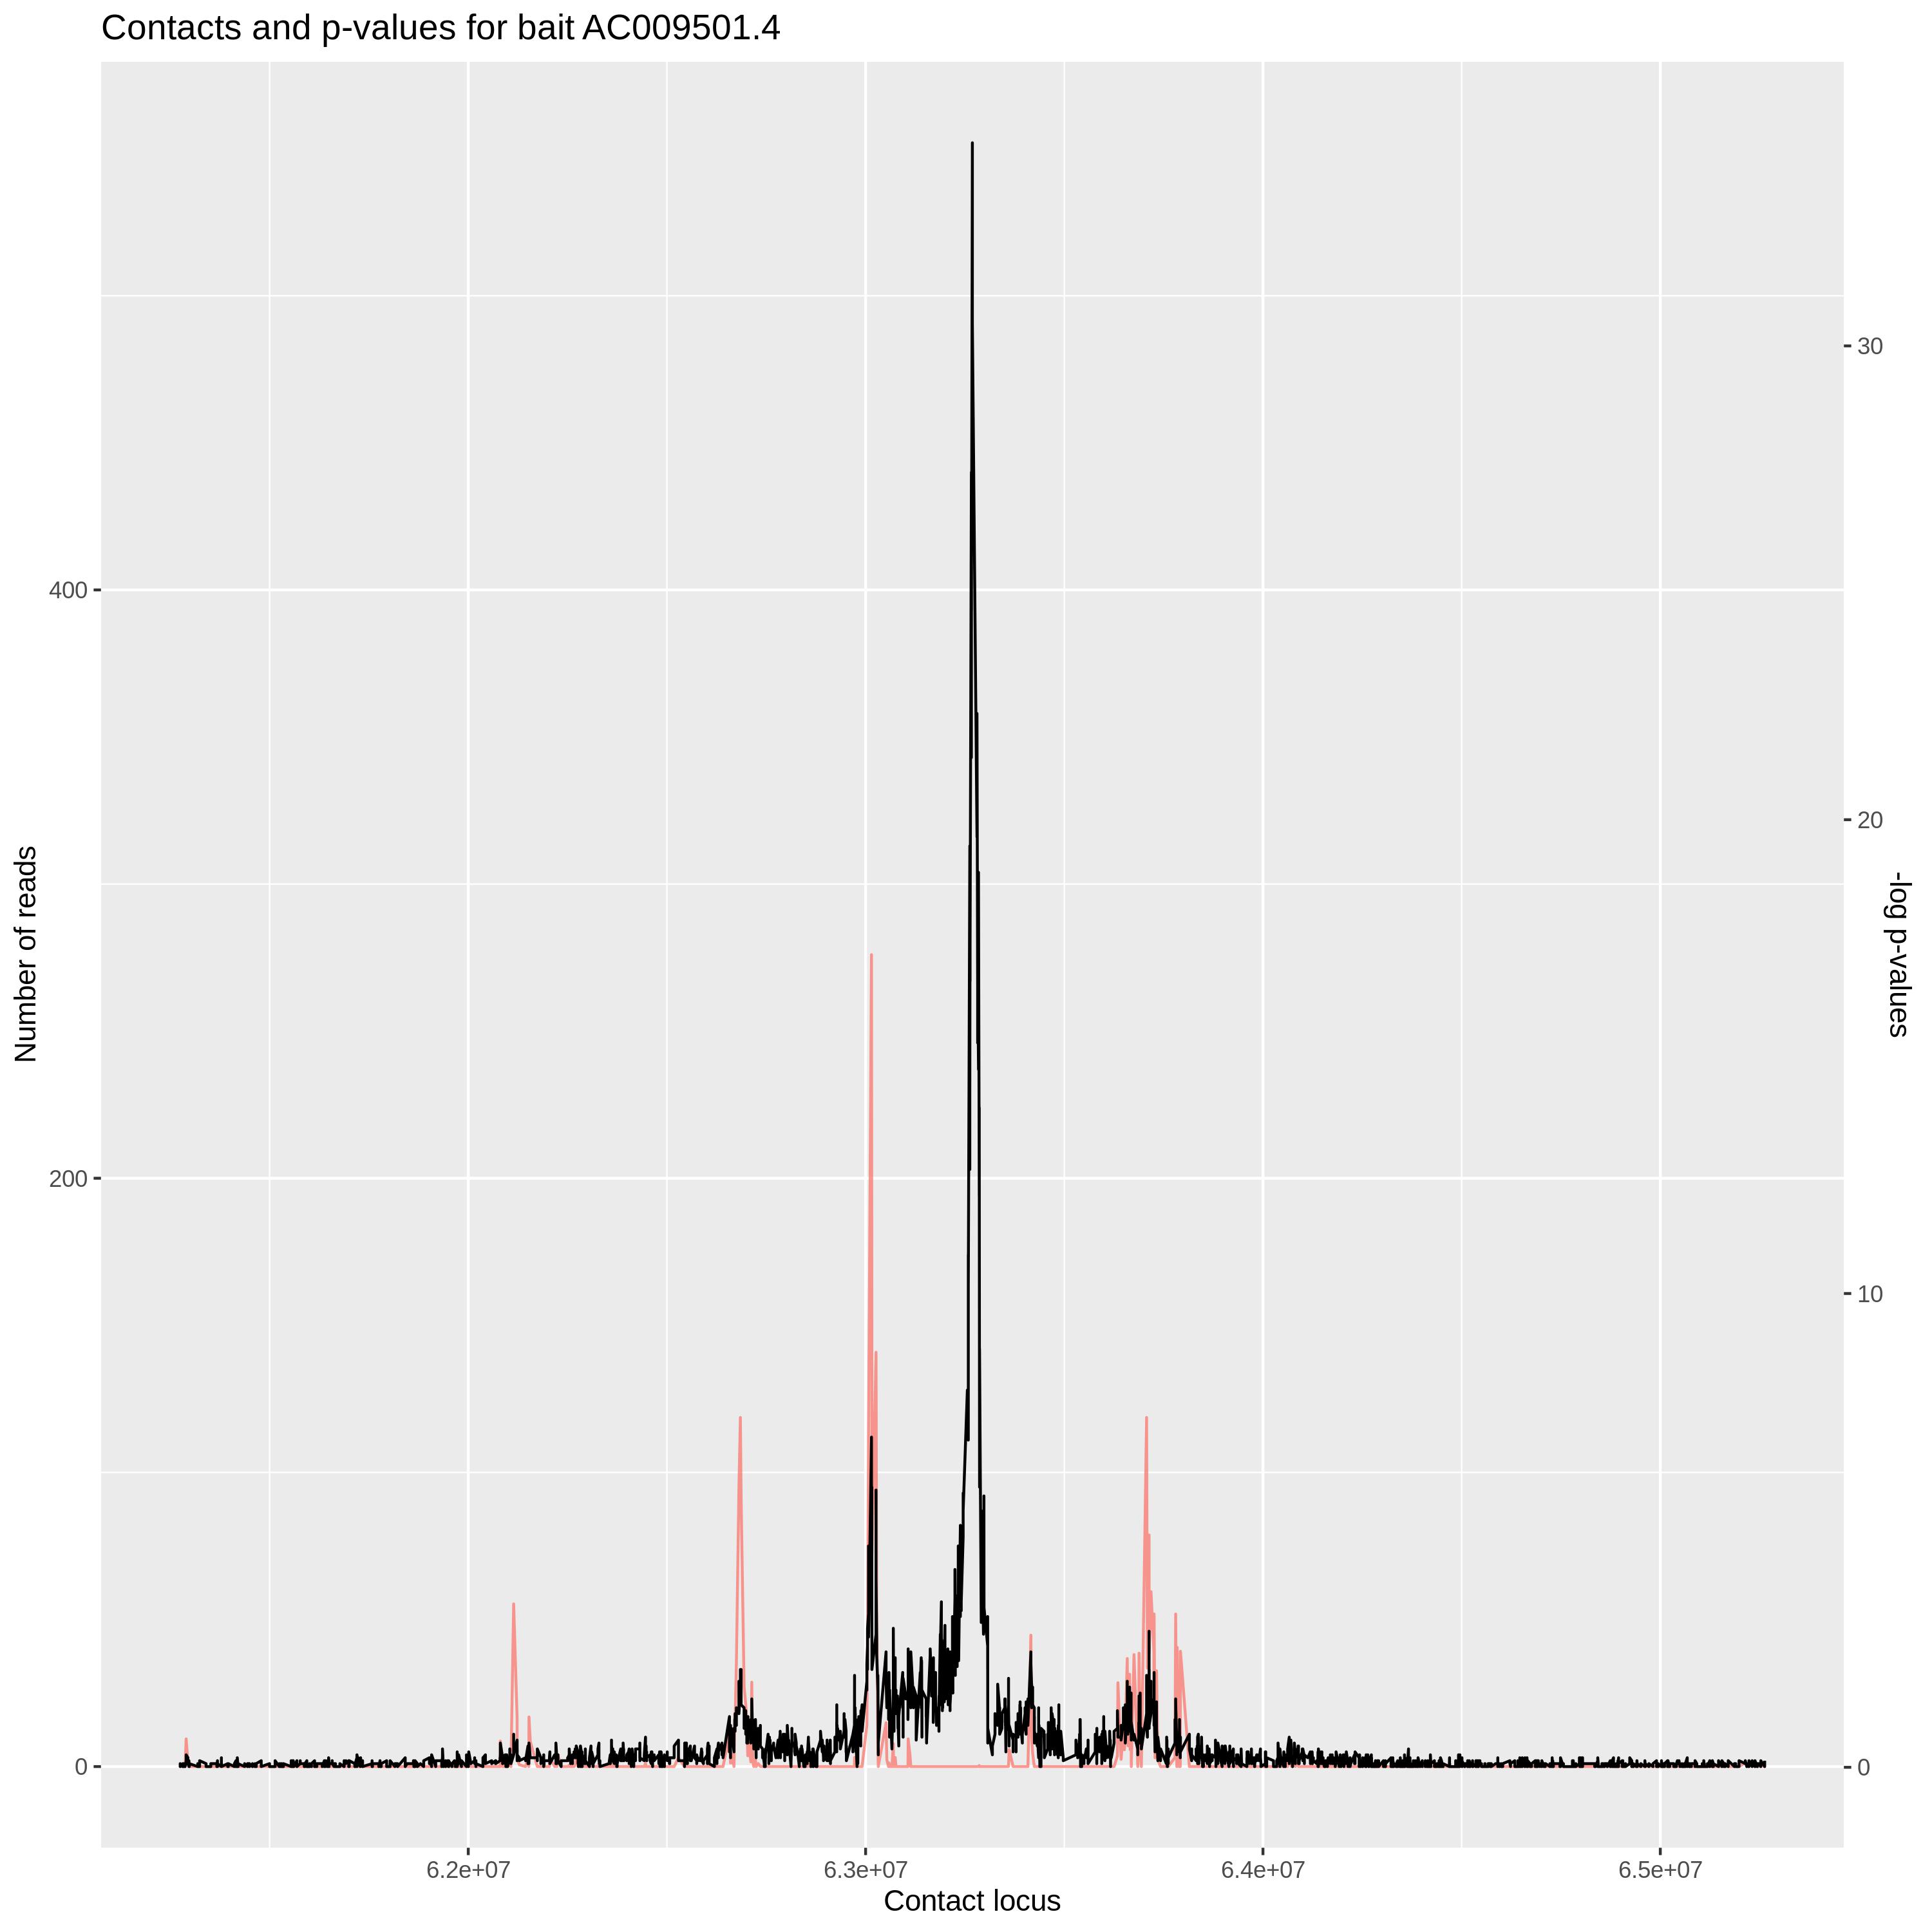 Contacts and p-values for bait AC009501.4
Number of reads
400
200
0
30
20
10
0
-log p-values
6.2e+07
6.3e+07
6.4e+07
6.5e+07
Contact locus